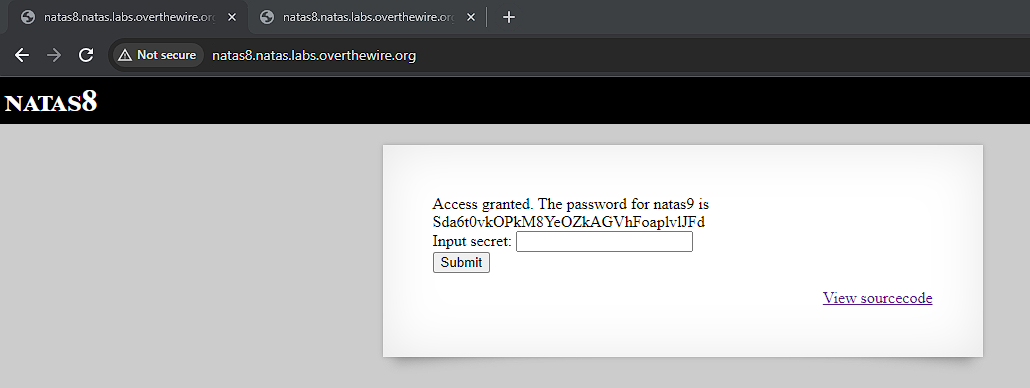 natas8.natas.labs.overthewire.org
natas8.natas.labs.overthewire.org
Not secure
natas8.natas.labs.overthewire.org
NATAS8
Access granted. The password for natas9 is
Sda6t0vkOPkM8YeOZkAGVhFoaplvlJFd
Input secret:
Submit
View sourcecode